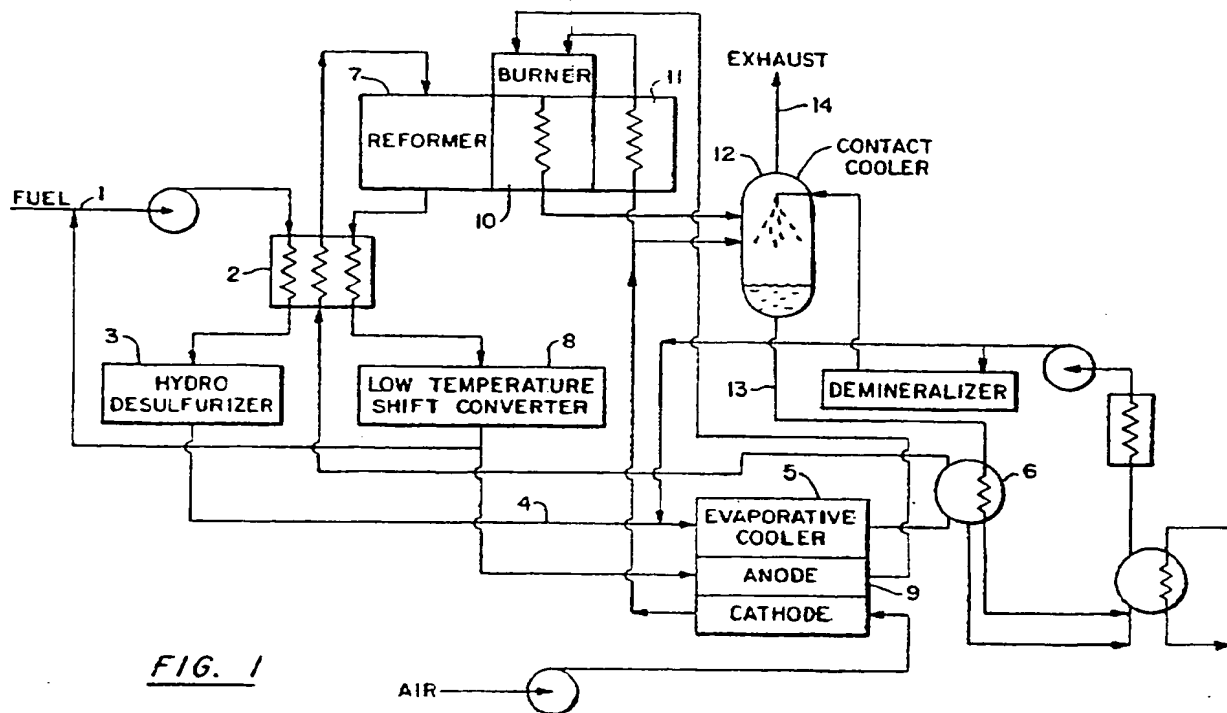 7
BURNER
11
EXHAUST
14
REFORMER
12
CONTACT
COOLER
FUEL
1
10
2
3
8
HYDRO
DESULFURIZER
LOW TEMPERATURE
SHIFT CONVERTER
13
DEMINERALIZER
6
4
5
EVAPORATIVE
COOLER
ANODE
9
CATHODE
FIG. 1
AIR